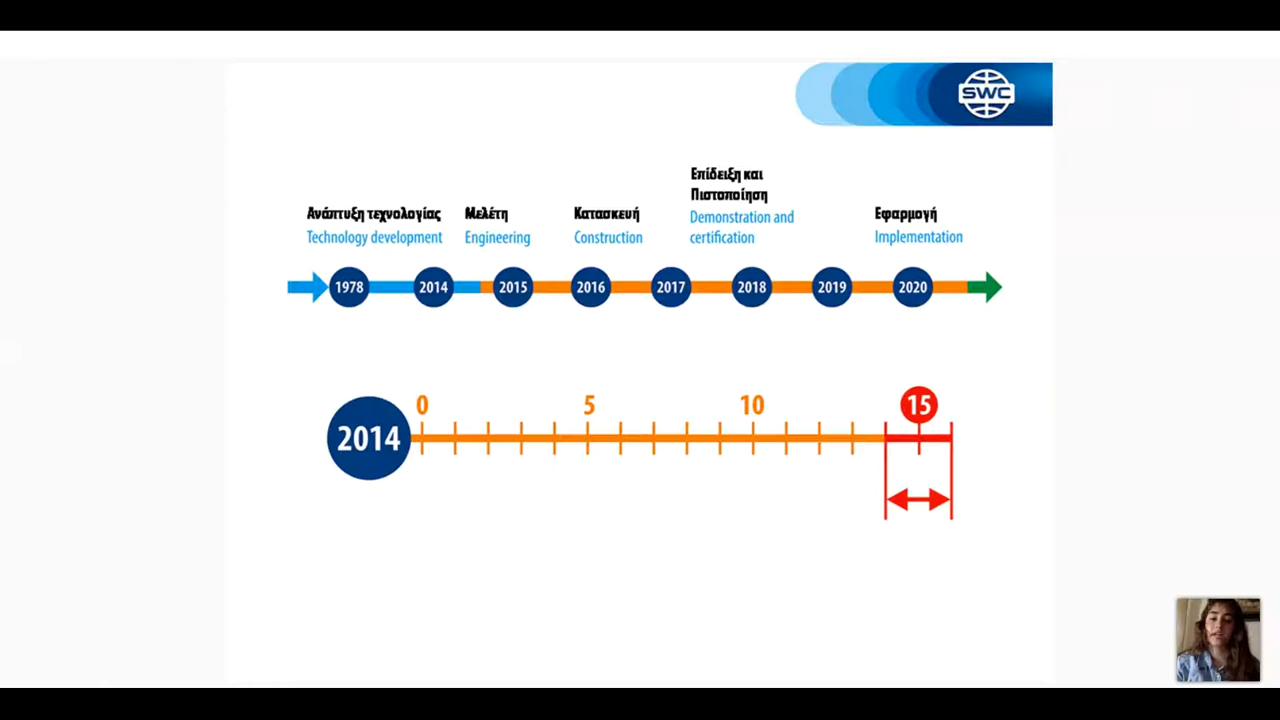 SWC
Επίδειξη και
Πιστοποίηση
Ανάπτυξη τεχνολογίας Μελέτη Κατασκευή Εφαρμογή
Demonstration and
certification
Technology development Engineering Construction Implementation
1978 2014 2015 2016 2017 2018 2019 2020
0 5 10 15
2014